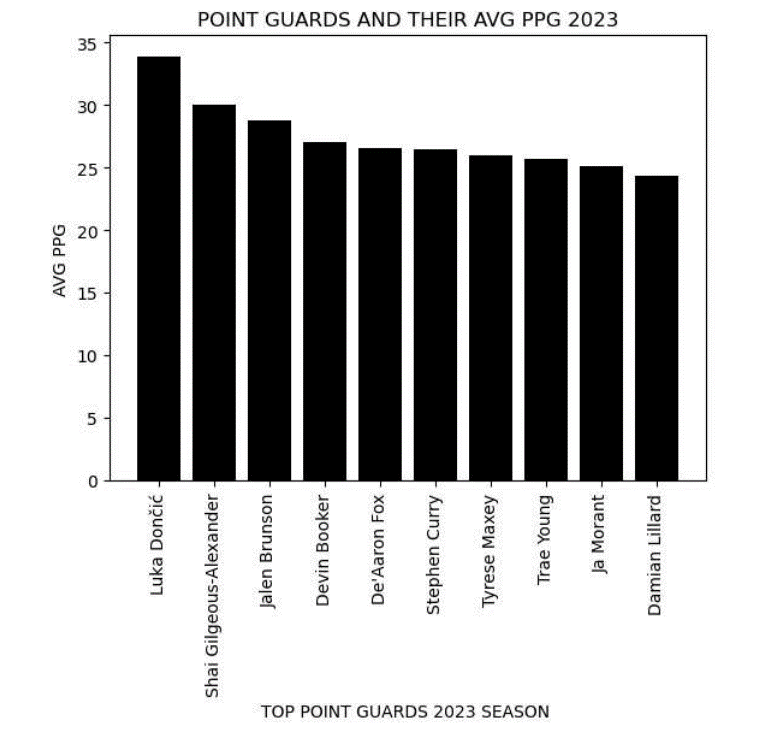 POINT GUARDS AND THEIR AVG PPG 2023
35
30
25
20
15
10
5
0
AVG PPG
Luka Dončić
Shai Gilgeous-Alexander
Jalen Brunson
Devin Booker
De'Aaron Fox
Stephen Curry
Tyrese Maxey
Trae Young
Ja Morant
Damian Lillard
TOP POINT GUARDS 2023 SEASON